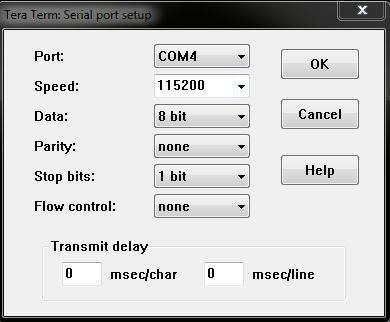 Tera Term: Serial port setup
Port: COM4 OK
Speed: 115200
Data: 8 bit Cancel
Parity: none
Stop bits: 1 bit Help
Flow control: none
Transmit delay
0 msec/char 0 msec/line